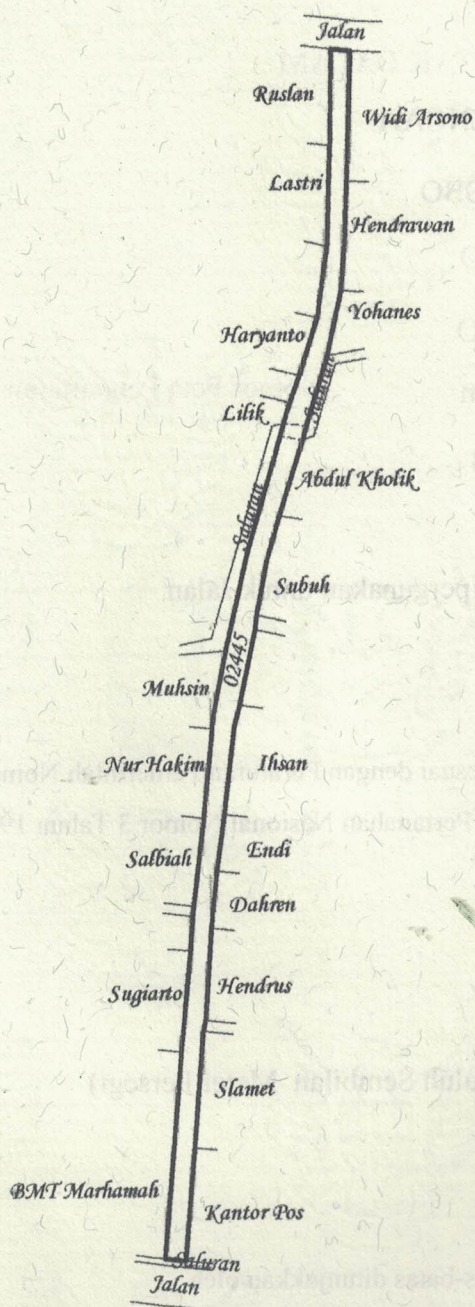 Jalan
Ruslan
Widi Arsono
Lastri
Hendrawan
Yohanes
Haryanto
Saluran
Lilik
Abdul Kholik
Saluran
Subuh
02445
Muhsin
Nur Hakim
Ihsan
Salbiah
Endi
Dahren
Sugiarto
Hendrus
Slamet
BMT Marhamah
Kantor Pos
Saluran
Jalan